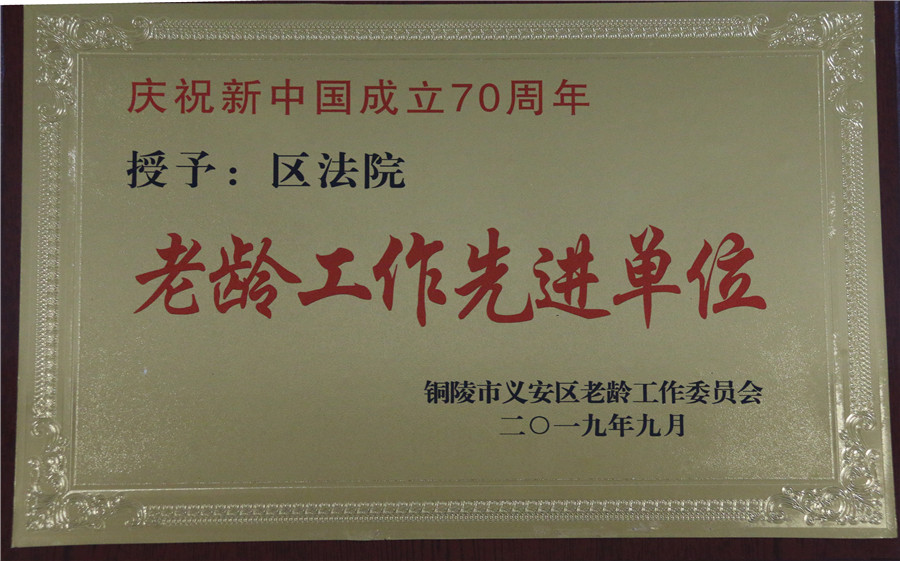 庆祝新中国成立70周年
授予：区法院
老龄工作先进单位
铜陵市义安区老龄工作委员会
二〇一九年九月